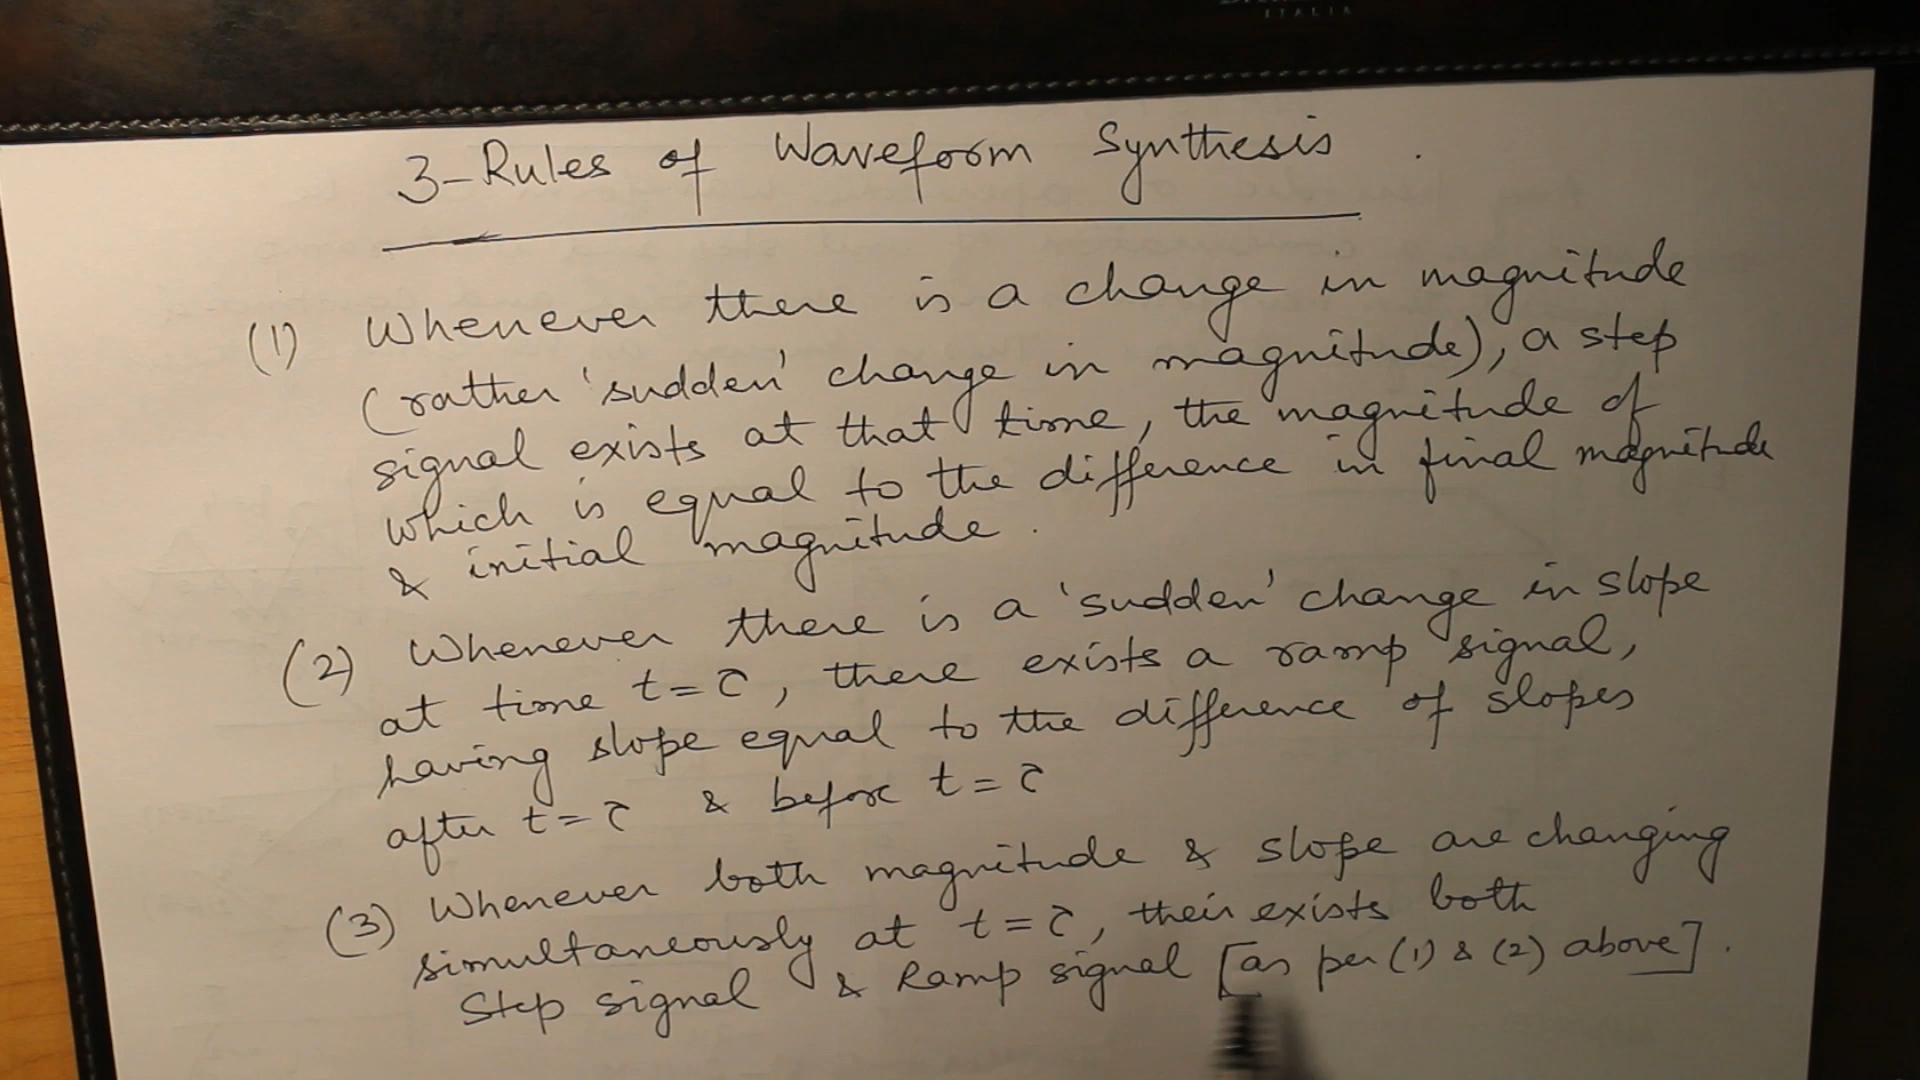 ITALIA
3-Rules of Waveform Synthesis.
(1) Whenever there is a change in magnitude
(rather 'sudden' change in magnitude), a step
signal exists at that time, the magnitude of
which is equal to the difference in final magnitude
& initial magnitude.
(2) Whenever there is a 'sudden' change in slope
at time t=τ, there exists a ramp signal,
having slope equal to the difference of slopes
after t=τ & before t=τ
(3) Whenever both magnitude & slope are changing
simultaneously at t=τ, their exists both
Step signal & Ramp signal [as per (1) & (2) above].